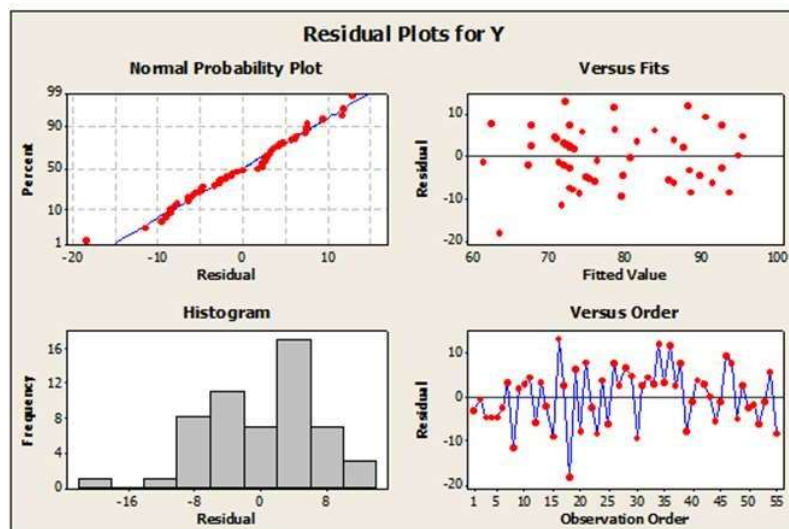 Residual Plots for Y
Normal Probability Plot
99
90
50
10
1
Percent
-20 -10 0 10
Residual
Versus Fits
10
0
-10
-20
Residual
60 70 80 90 100
Fitted Value
Histogram
16
12
8
4
0
Frequency
-16 -8 0 8
Residual
Versus Order
10
0
-10
-20
Residual
1 5 10 15 20 25 30 35 40 45 50 55
Observation Order